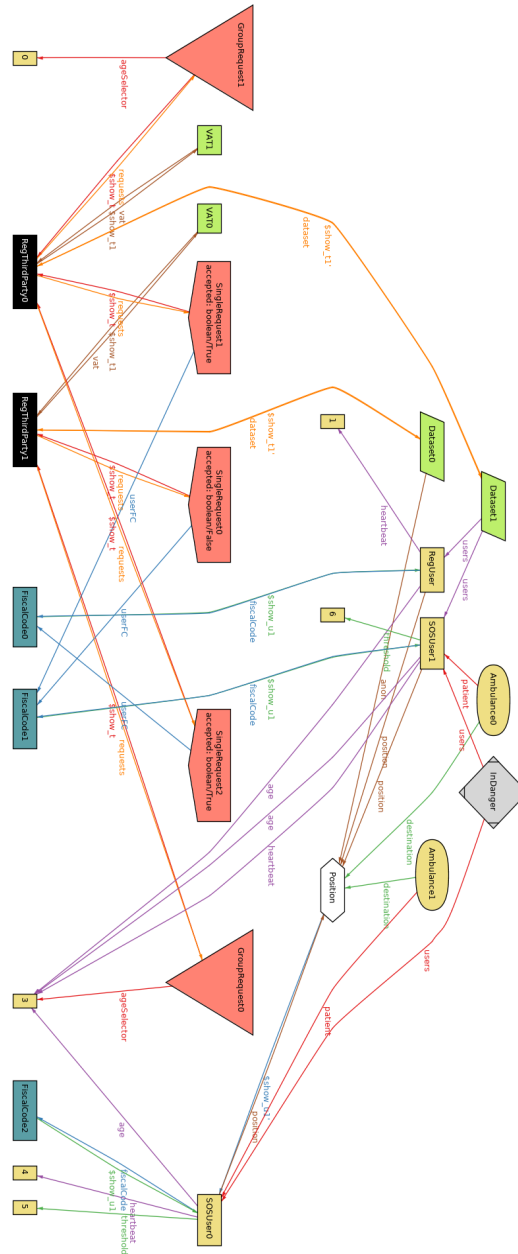 GroupRequest1
0
ageSelector
VAT1
requests
vat
$show_t
$show_t1
VAT0
$show_t1'
dataset
RegThirdParty0
SingleRequest1
accepted: boolean/True
requests
$show_t
$show_t1
vat
RegThirdParty1
1
Dataset0
Dataset1
$show_t1'
dataset
SingleRequest0
accepted: boolean/False
heartbeat
users
users
requests
$show_t
userFC
$show_t
requests
RegUser
FiscalCode0
$show_u1
fiscalCode
userFC
6
SOSUser1
threshold
anon
FiscalCode1
$show_u1
fiscalCode
userFC
$show_t
requests
SingleRequest2
accepted: boolean/True
Ambulance0
patient
users
position
position
InDanger
age
age
heartbeat
destination
destination
Ambulance1
Position
users
patient
GroupRequest0
3
ageSelector
$show_u1'
position
FiscalCode2
age
4
5
fiscalCode
$show_u1
heartbeat
threshold
SOSUser0